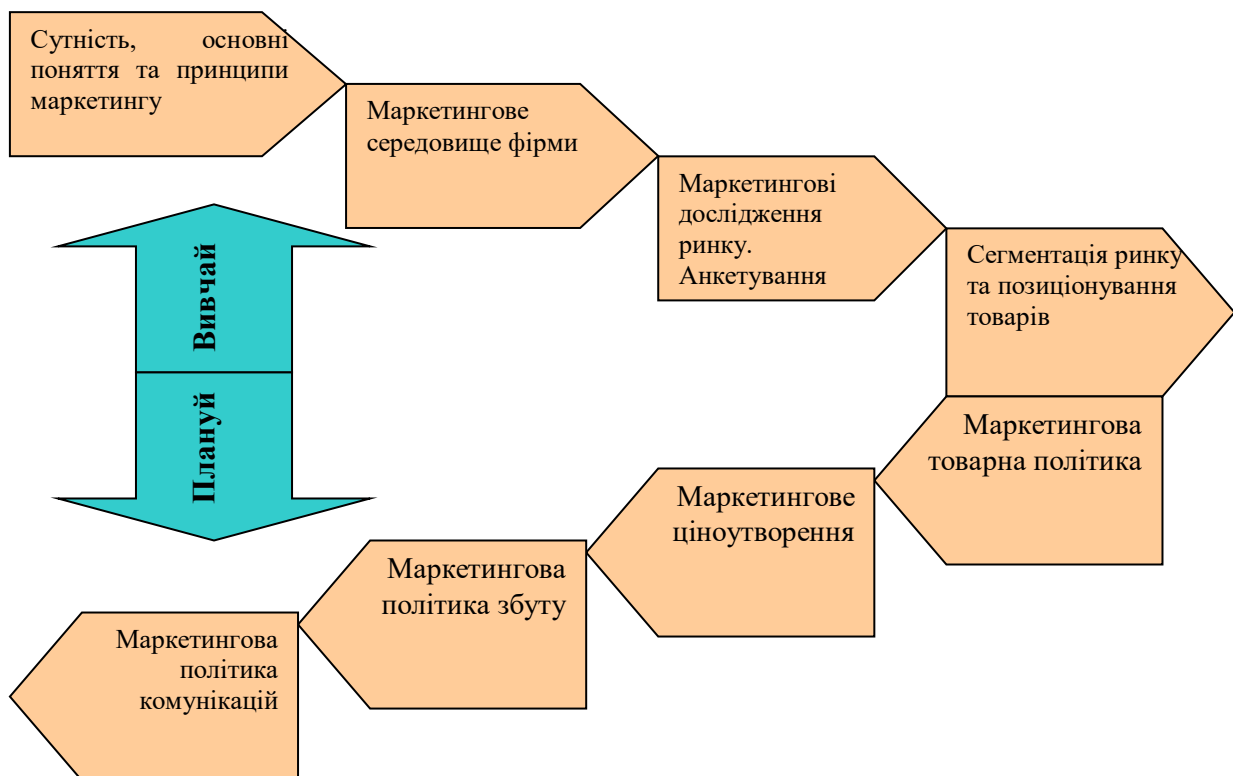 Сутність, основні
поняття та принципи
маркетингу
Маркетингове
середовище фірми
Маркетингові
дослідження
ринку.
Анкетування
Сегментація ринку
та позиціонування
товарів
Вивчай
Плануй
Маркетингова
товарна політика
Маркетингове
ціноутворення
Маркетингова
політика збуту
Маркетингова
політика
комунікацій